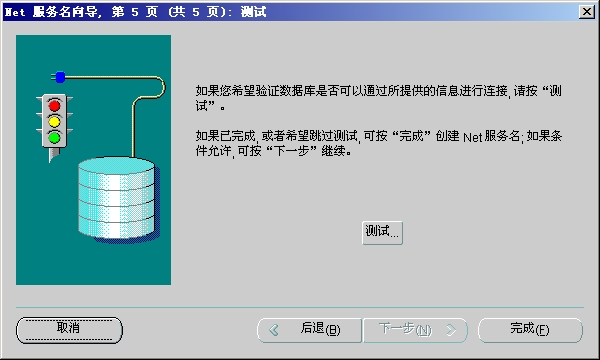 Net 服务名向导, 第 5 页 (共 5 页): 测试
如果您希望验证数据库是否可以通过所提供的信息进行连接, 请按“测
试”。
如果已完成, 或者希望跳过测试, 可按“完成”创建 Net 服务名; 如果条
件允许, 可按“下一步”继续。
测试...
取消
后退(B)
下一步(N)
完成(F)